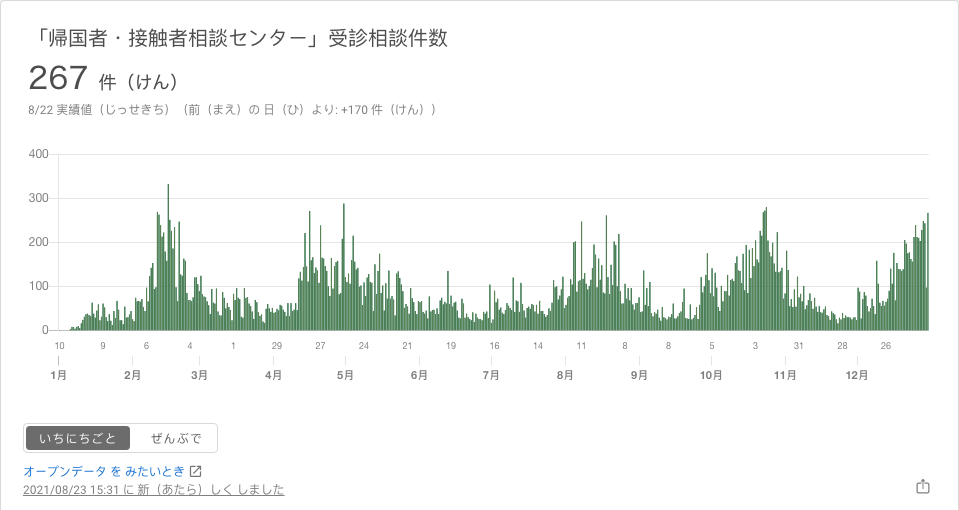 「帰国者・接触者相談センター」受診相談件数
267 件（けん）
8/22 実績値（じっせきち）（前（まえ）の 日（ひ）より: +170 件（けん））
400
300
200
100
0
10 9 6 4 1 29 27 24 21 19 16 14 11 8 8 5 3 31 28 26
1月 2月 3月 4月 5月 6月 7月 8月 9月 10月 11月 12月
いちにちごと ぜんぶで
オープンデータ を みたいとき
2021/08/23 15:31 に 新（あたら）しく しました